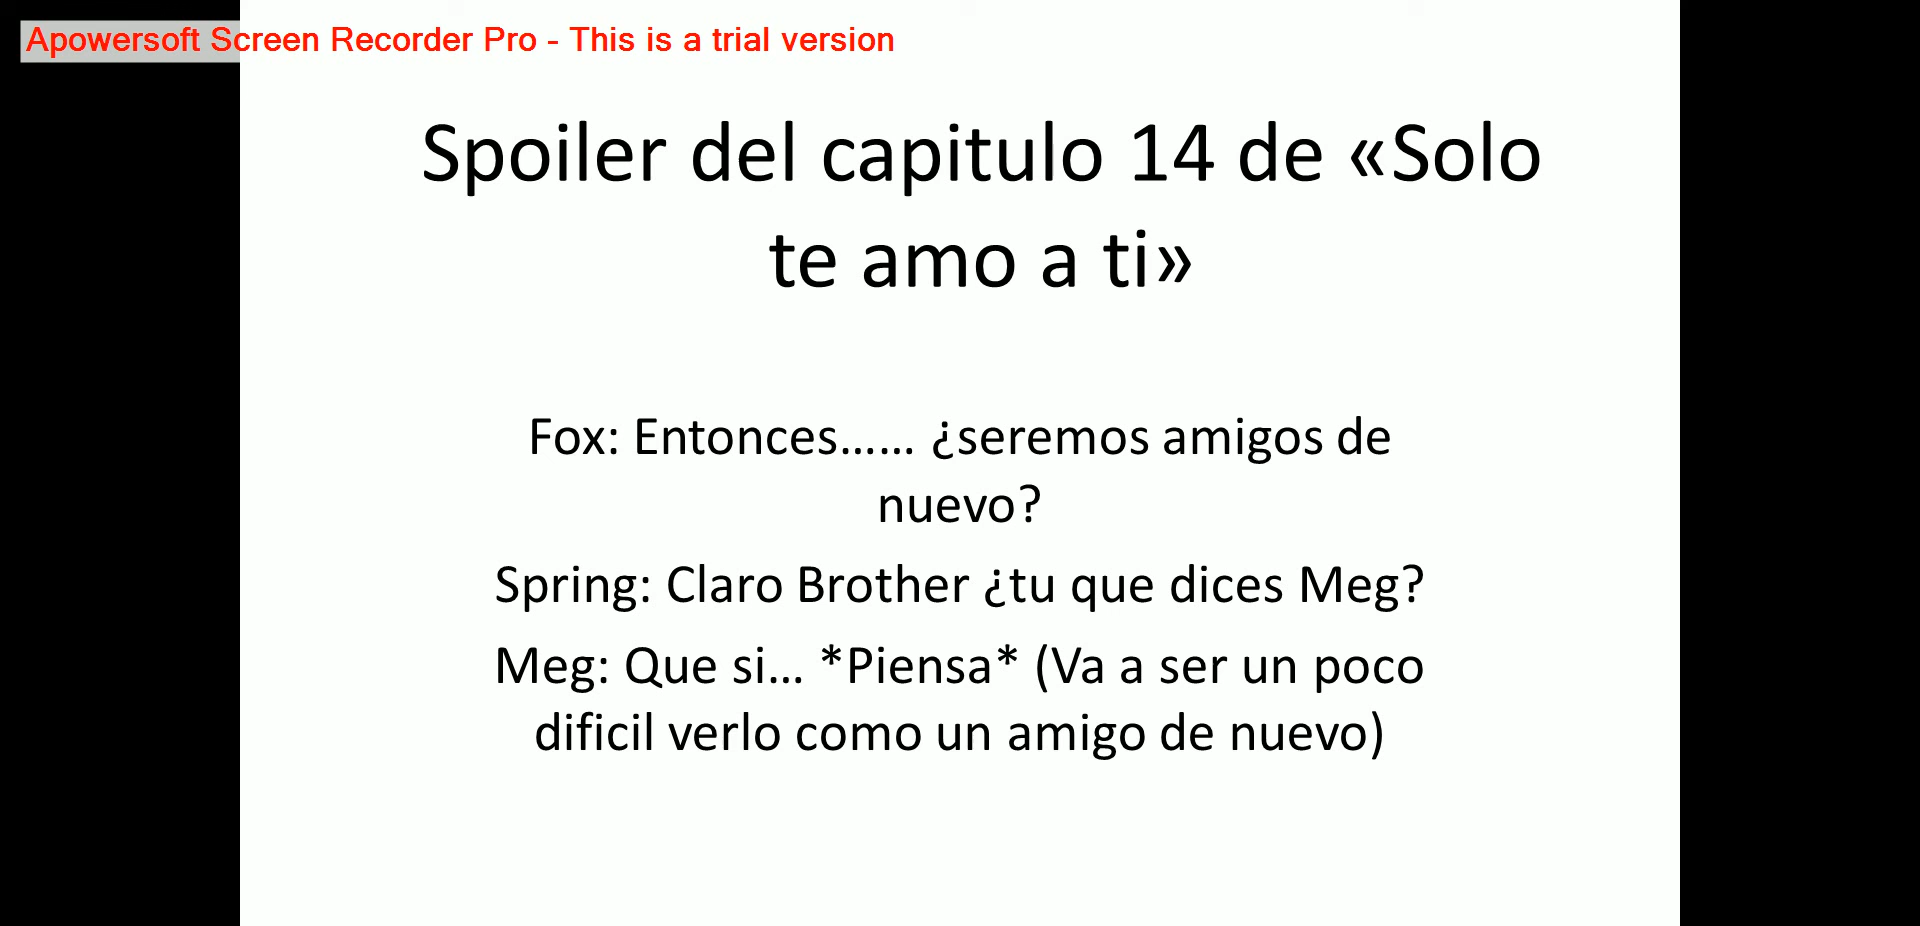 Apowersoft Screen Recorder Pro - This is a trial version
Spoiler del capitulo 14 de «Solo
te amo a ti»
Fox: Entonces…… ¿seremos amigos de
nuevo?
Spring: Claro Brother ¿tu que dices Meg?
Meg: Que si… *Piensa* (Va a ser un poco
dificil verlo como un amigo de nuevo)